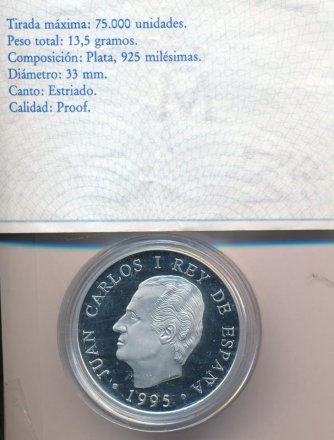 Tirada máxima: 75.000 unidades.
Peso total: 13,5 gramos.
Composición: Plata, 925 milésimas.
Diámetro: 33 mm.
Canto: Estriado.
Calidad: Proof.
JUAN CARLOS I REY DE ESPAÑA
· 1995 ·